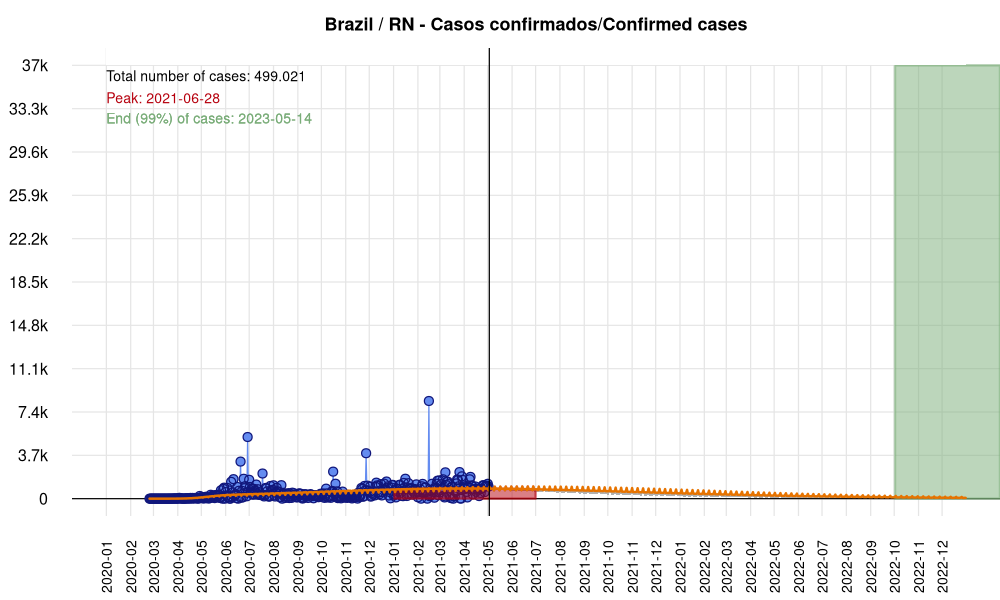 Brazil / RN - Casos confirmados/Confirmed cases
Total number of cases: 499.021
Peak: 2021-06-28
End (99%) of cases: 2023-05-14
37k
33.3k
29.6k
25.9k
22.2k
18.5k
14.8k
11.1k
7.4k
3.7k
0
2020-01
2020-02
2020-03
2020-04
2020-05
2020-06
2020-07
2020-08
2020-09
2020-10
2020-11
2020-12
2021-01
2021-02
2021-03
2021-04
2021-05
2021-06
2021-07
2021-08
2021-09
2021-10
2021-11
2021-12
2022-01
2022-02
2022-03
2022-04
2022-05
2022-06
2022-07
2022-08
2022-09
2022-10
2022-11
2022-12